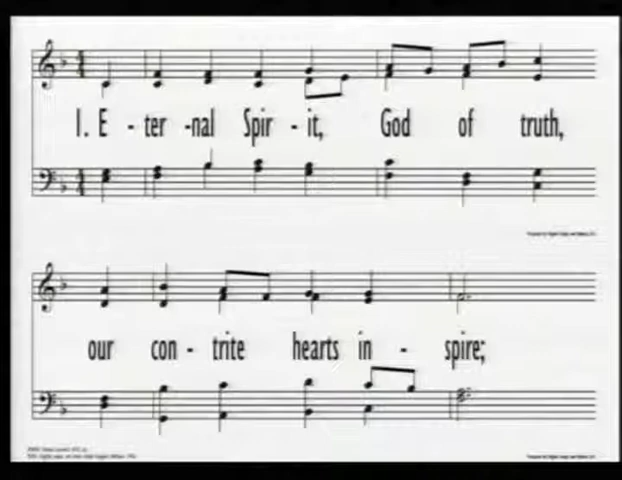 1. E - ter - nal Spir - it, God of truth,
our con - trite hearts in - spire;